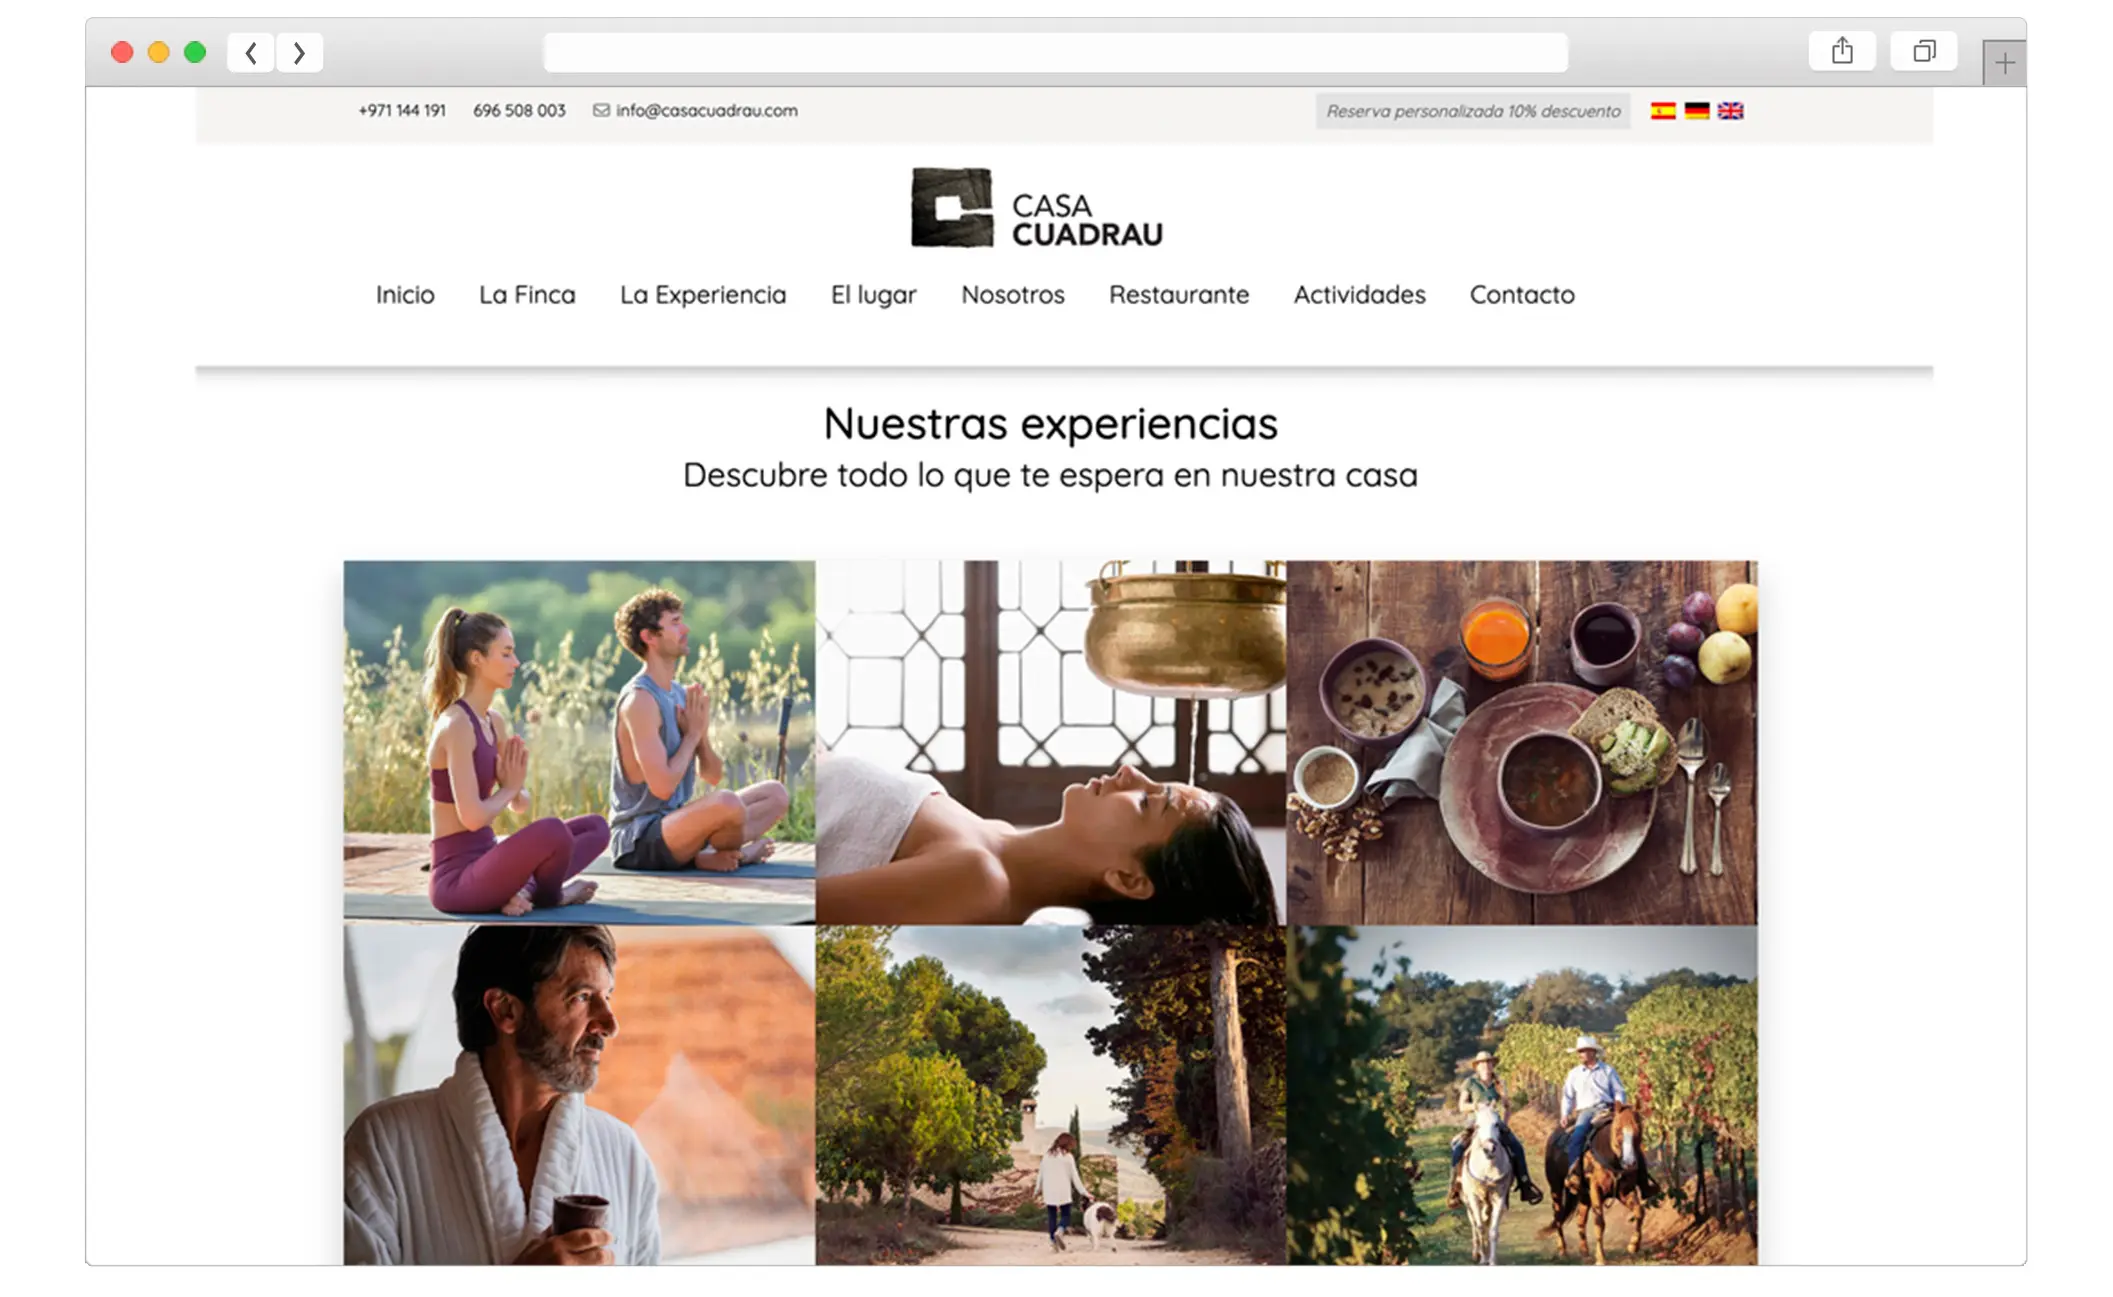 +971 144 191 696 508 003 info@casacuadrau.com Reserva personalizada 10% descuento
CASA
CUADRAU
Inicio La Finca La Experiencia El lugar Nosotros Restaurante Actividades Contacto
Nuestras experiencias
Descubre todo lo que te espera en nuestra casa